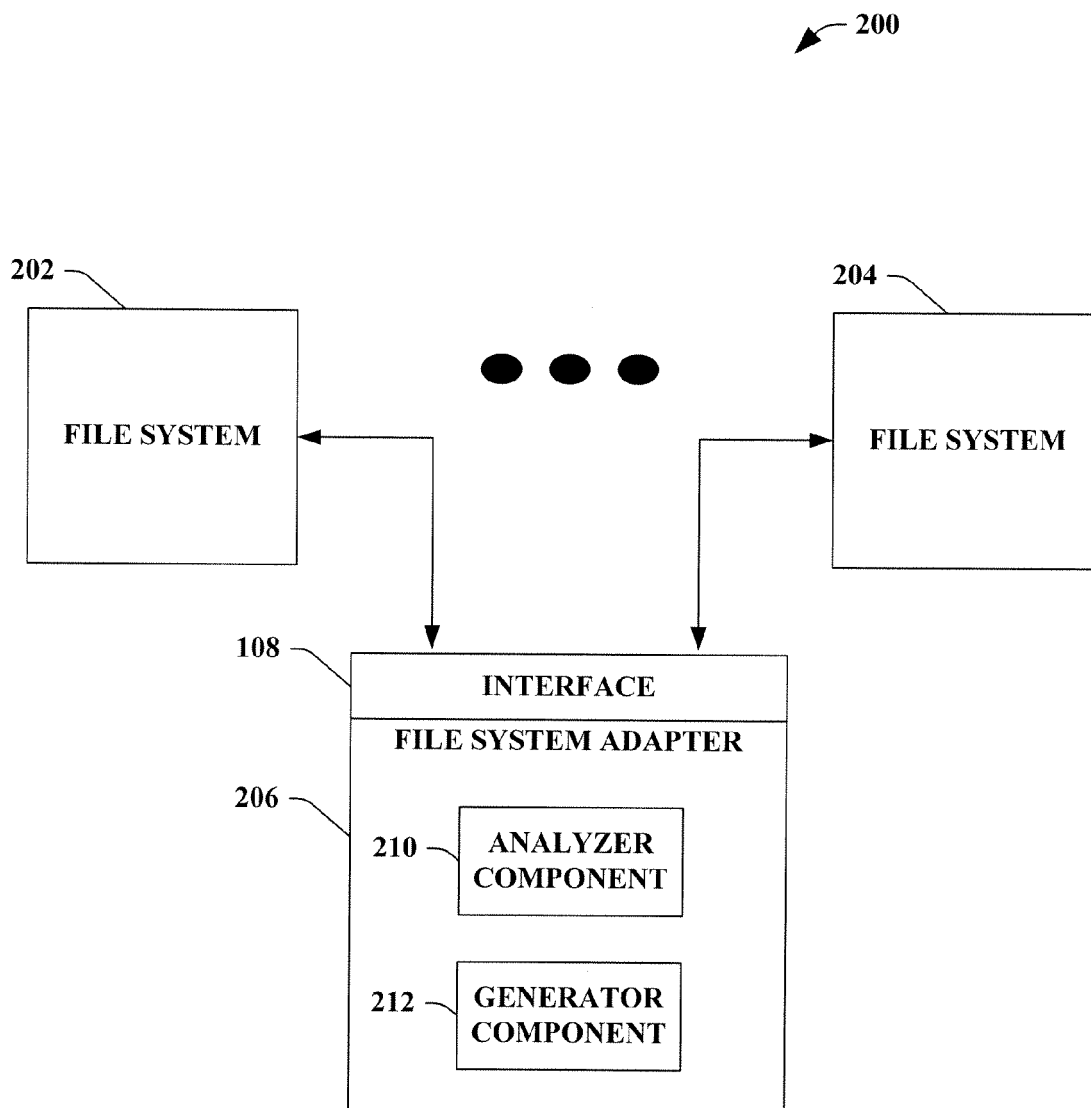 200
202
204
FILE SYSTEM
FILE SYSTEM
108
INTERFACE
FILE SYSTEM ADAPTER
206
210
ANALYZER
COMPONENT
212
GENERATOR
COMPONENT